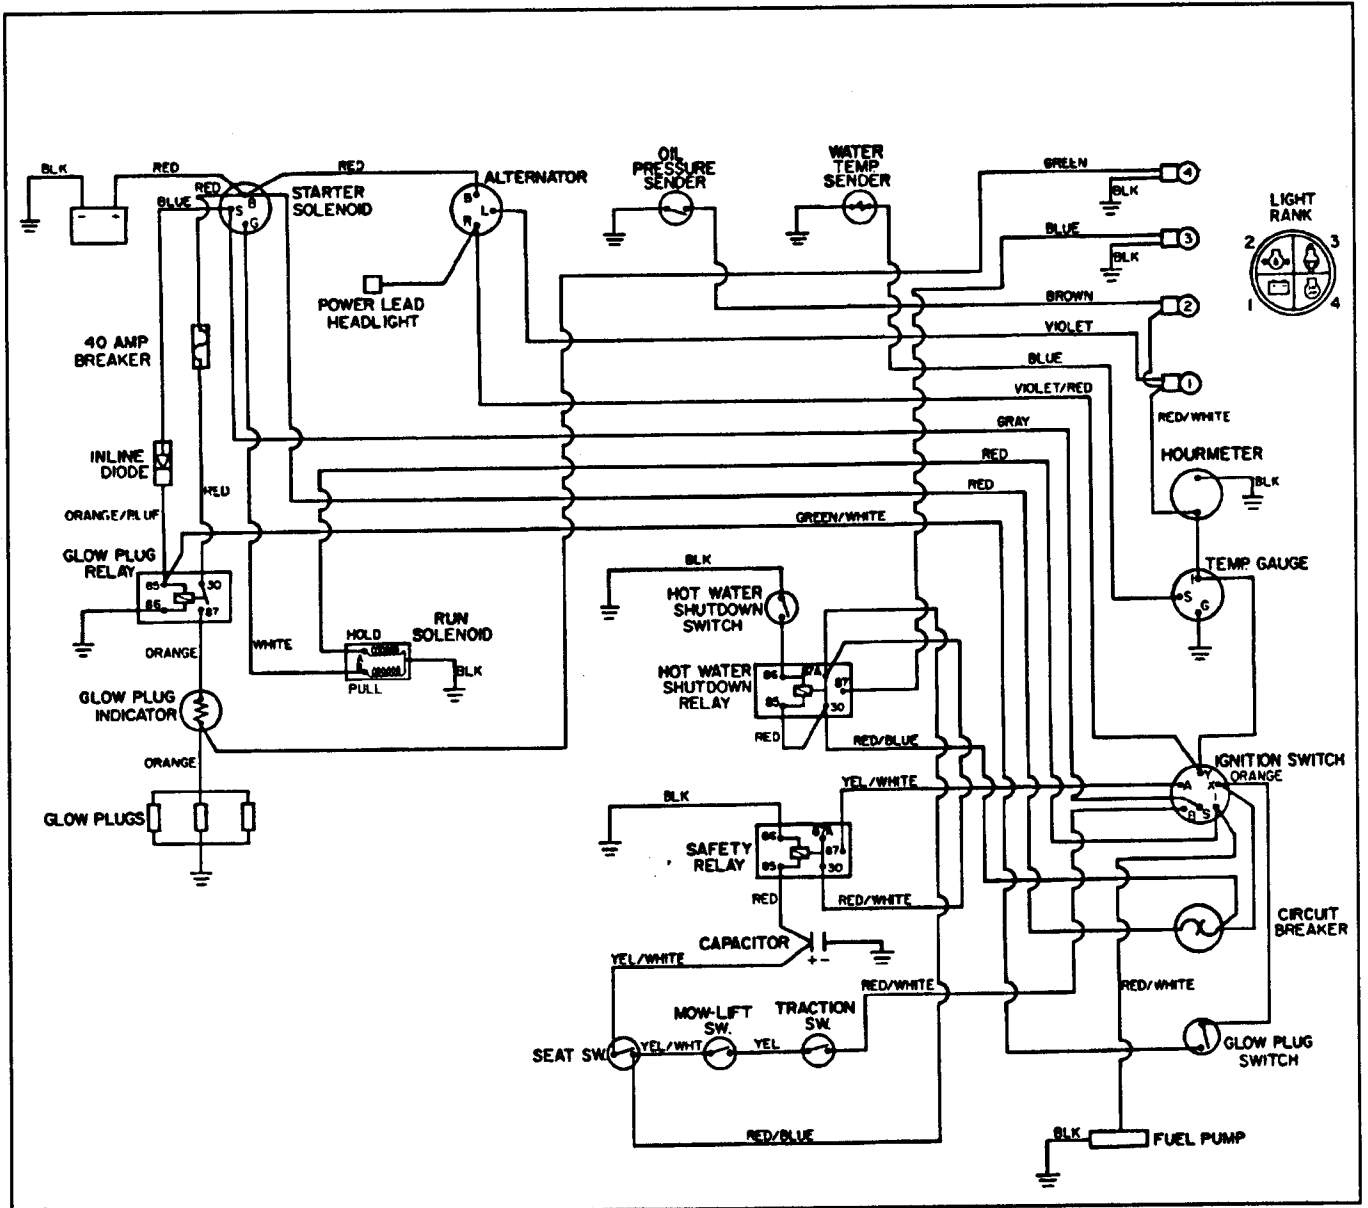 BLK
RED
RED
RED
BLUE
B
S
G
STARTER
SOLENOID
ALTERNATOR
B
L
R
OIL
PRESSURE
SENDER
WATER
TEMP
SENDER
GREEN
4
BLK
BLUE
3
BLK
LIGHT
RANK
2
3
1
4
BROWN
2
VIOLET
BLUE
1
VIOLET/RED
RED/WHITE
GRAY
POWER LEAD
HEADLIGHT
40 AMP
BREAKER
INLINE
DIODE
RED
RED
RED
HOURMETER
BLK
GREEN/WHITE
GLOW PLUG
RELAY
85
30
86
87
BLK
HOT WATER
SHUTDOWN
SWITCH
TEMP. GAUGE
I
S
G
ORANGE
WHITE
HOLD
PULL
RUN
SOLENOID
BLK
HOT WATER
SHUTDOWN
RELAY
86
87
85
30
RED
RED/BLUE
GLOW PLUG
INDICATOR
ORANGE
GLOW PLUGS
IGNITION SWITCH
ORANGE
A
Y
X
I
B
S
YEL/WHITE
BLK
SAFETY
RELAY
86
87A
87
85
30
RED
RED/WHITE
CAPACITOR
+ -
YEL/WHITE
CIRCUIT
BREAKER
RED/WHITE
RED/WHITE
SEAT SW.
YEL/WHT
MOW-LIFT
SW.
YEL
TRACTION
SW.
GLOW PLUG
SWITCH
RED/BLUE
BLK
FUEL PUMP